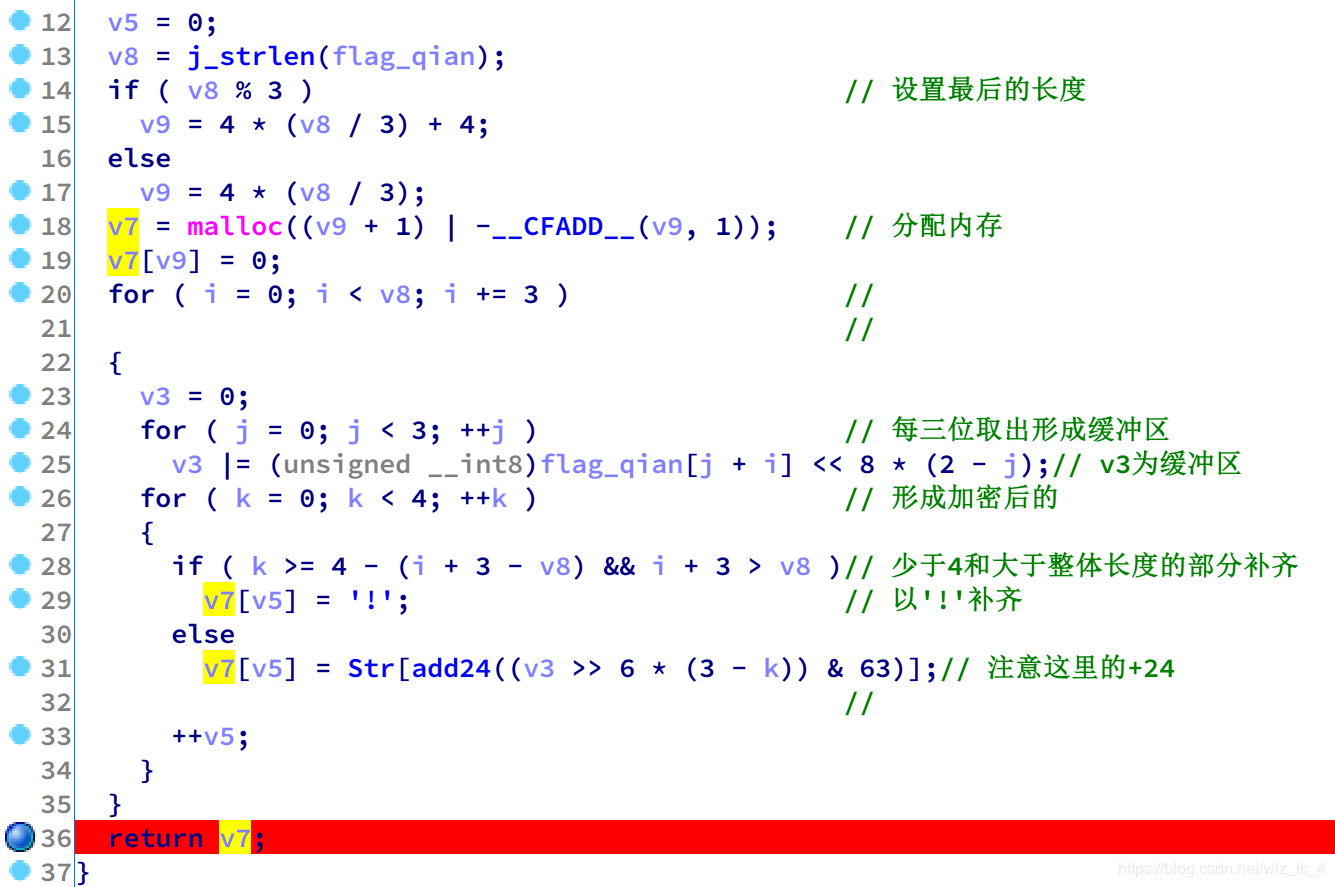 12 v5 = 0;
13 v8 = j_strlen(flag_qian);
14 if ( v8 % 3 ) // 设置最后的长度
15 v9 = 4 * (v8 / 3) + 4;
16 else
17 v9 = 4 * (v8 / 3);
18 v7 = malloc((v9 + 1) | -__CFADD__(v9, 1)); // 分配内存
19 v7[v9] = 0;
20 for ( i = 0; i < v8; i += 3 ) //
21 //
22 {
23 v3 = 0;
24 for ( j = 0; j < 3; ++j ) // 每三位取出形成缓冲区
25 v3 |= (unsigned __int8)flag_qian[j + i] << 8 * (2 - j);// v3为缓冲区
26 for ( k = 0; k < 4; ++k ) // 形成加密后的
27 {
28 if ( k >= 4 - (i + 3 - v8) && i + 3 > v8 )// 少于4和大于整体长度的部分补齐
29 v7[v5] = '!'; // 以'!'补齐
30 else
31 v7[v5] = Str[add24((v3 >> 6 * (3 - k)) & 63)];// 注意这里的+24
32 //
33 ++v5;
34 }
35 }
36 return v7;
37 }
https://blog.csdn.net/wlz_lc_4